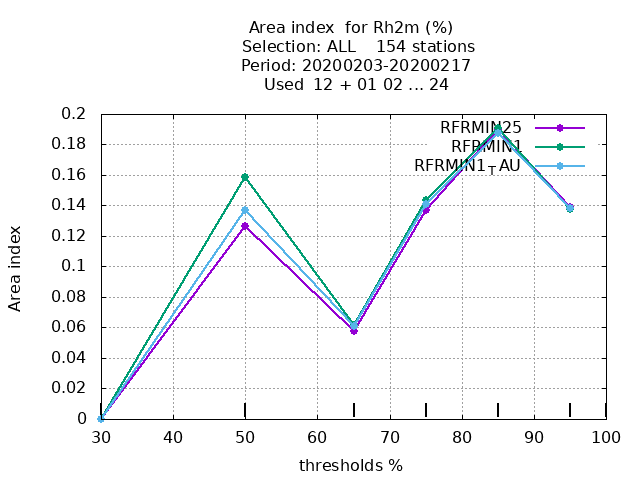 Area index  for Rh2m (%)
Selection: ALL    154 stations
Period: 20200203-20200217
Used  12 + 01 02 ... 24
RFRMIN25
RFRMIN1
RFRMIN1TAU
Area index
0.2
0.18
0.16
0.14
0.12
0.1
0.08
0.06
0.04
0.02
0
30 40 50 60 70 80 90 100
thresholds %